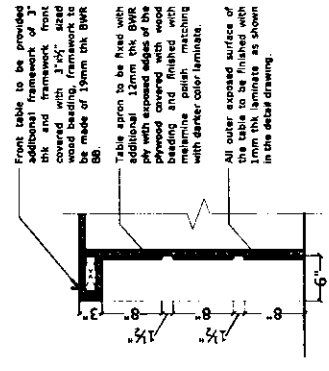 Front table to be provided
additional framework of 3"
thk and framework front
covered with 3"x½" sized
wood beading, framework to
be made of 19mm thk BWR
BB.
Table apron to be fixed with
additional 12mm thk BWR
ply with exposed edges of the
plywood covered with wood
beading and finished with
melamine polish matching
with darker color laminate.
All outer exposed surface of
the table to be finished with
1mm thk laminate as shown
in the detail drawing.
3"
8"
1½"
8"
1½"
8"
6"